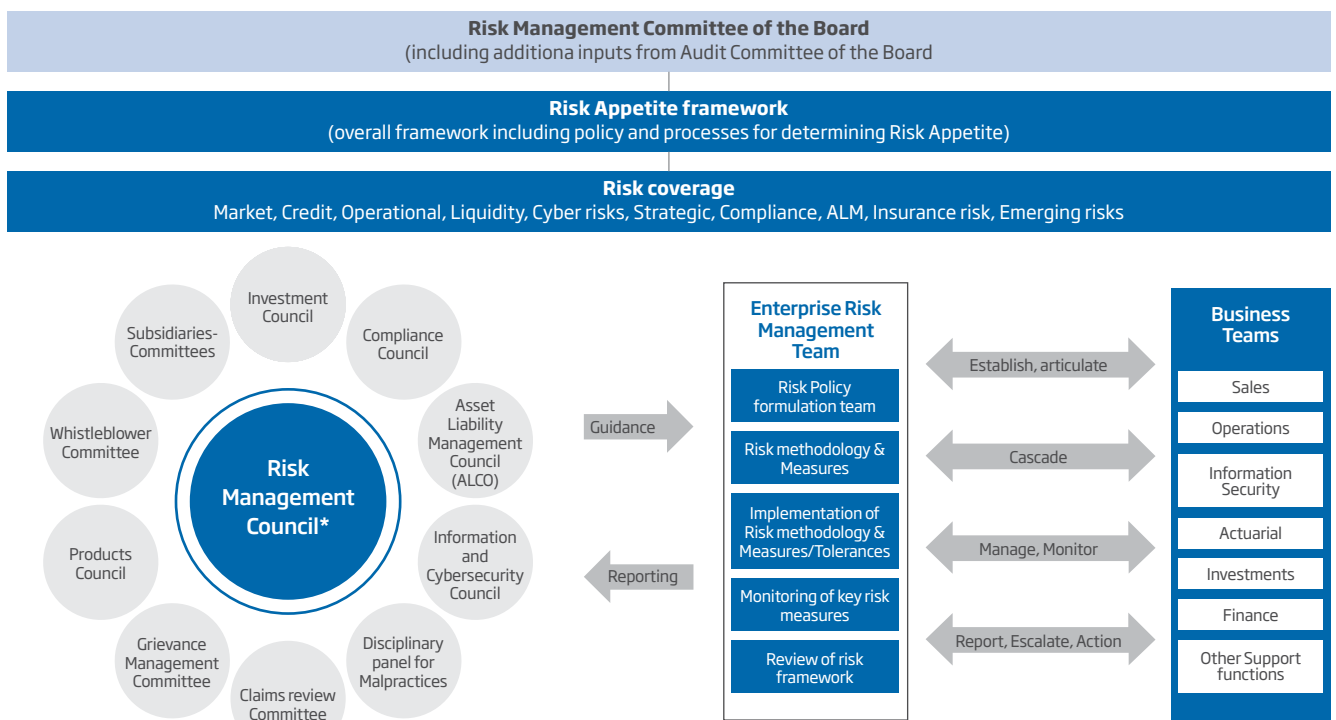 Risk Management Committee of the Board
(including additiona inputs from Audit Committee of the Board
Risk Appetite framework
(overall framework including policy and processes for determining Risk Appetite)
Risk coverage
Market, Credit, Operational, Liquidity, Cyber risks, Strategic, Compliance, ALM, Insurance risk, Emerging risks
Investment
Council
Compliance
Council
Asset
Liability
Management
Council
(ALCO)
Information
and
Cybersecurity
Council
Disciplinary
panel for
Malpractices
Claims review
Committee
Grievance
Management
Committee
Products
Council
Whistleblower
Committee
Subsidiaries-
Committees
Risk
Management
Council*
Guidance
Reporting
Enterprise Risk
Management
Team
Risk Policy
formulation team
Risk methodology &
Measures
Implementation of
Risk methodology &
Measures/Tolerances
Monitoring of key risk
measures
Review of risk
framework
Establish, articulate
Cascade
Manage, Monitor
Report, Escalate, Action
Business
Teams
Sales
Operations
Information
Security
Actuarial
Investments
Finance
Other Support
functions